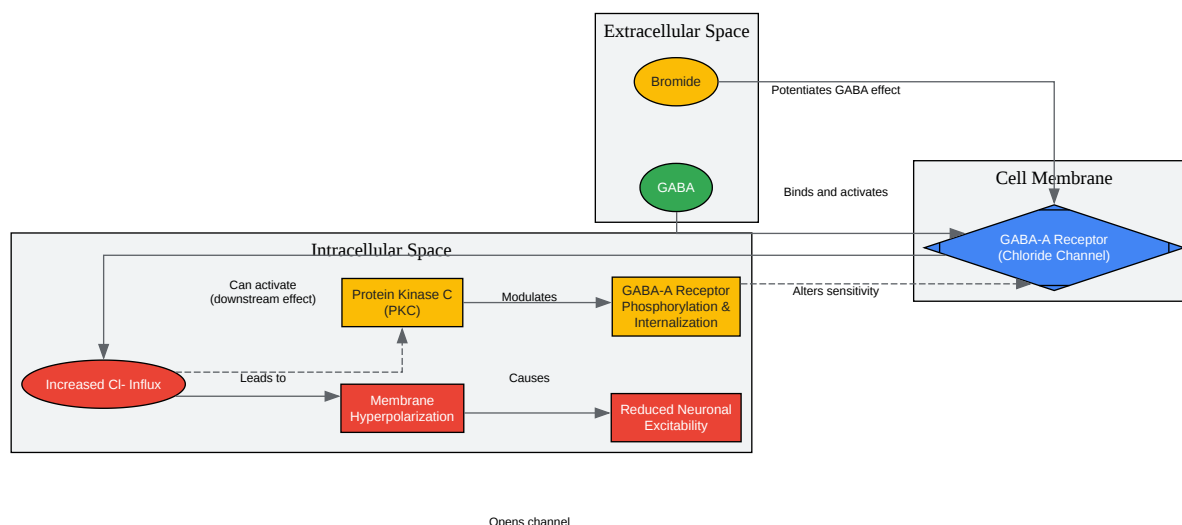 Extracellular Space
Bromide
Potentiates GABA effect
Cell Membrane
GABA
Binds and activates
GABA-A Receptor
(Chloride Channel)
Intracellular Space
Can activate
(downstream effect)
Protein Kinase C
(PKC)
Modulates
GABA-A Receptor
Phosphorylation &
Internalization
Alters sensitivity
Increased Cl- Influx
Leads to
Membrane
Hyperpolarization
Causes
Reduced Neuronal
Excitability
Opens channel